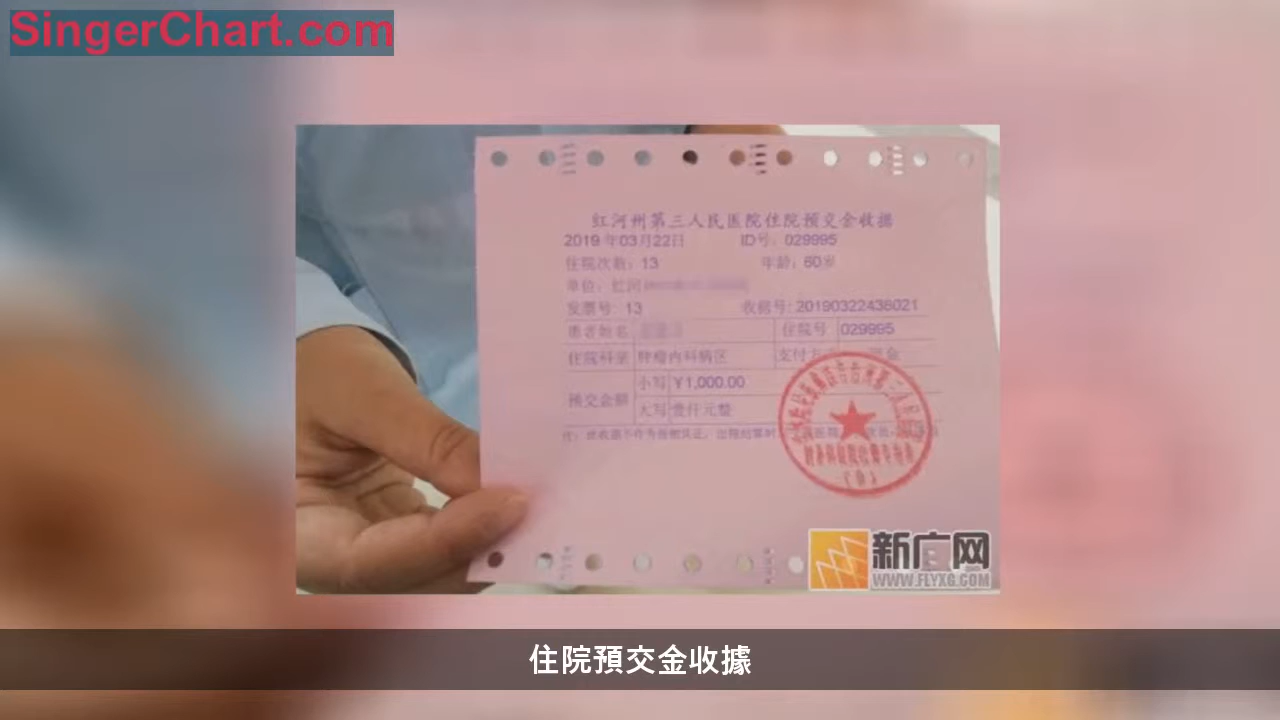 SingerChart.com
红河州第三人民医院住院预交金收据
2019 年03月22日 ID号: 029995
住院次数: 13 年龄: 60岁
单位: 红河
发票号 13 收据号: 20190322438021
患者姓名 住院号 029995
住院科室 肿瘤内科病区 支付方
预交金额 小写 ¥1,000.00
大写 壹仟元整
新广网
WWW.FLYXG.COM
住院預交金收據